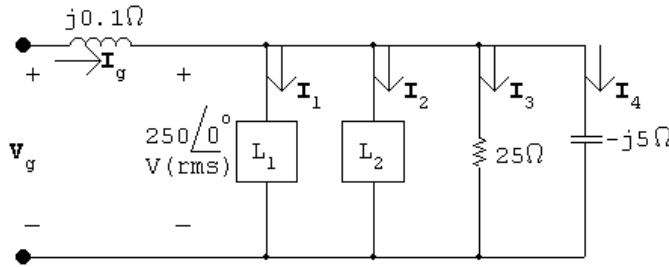 j0.1Ω
+
I_g
+
I_1
I_2
I_3
I_4
V_g
250/0°
V(rms)
L_1
L_2
25Ω
-j5Ω
−
−